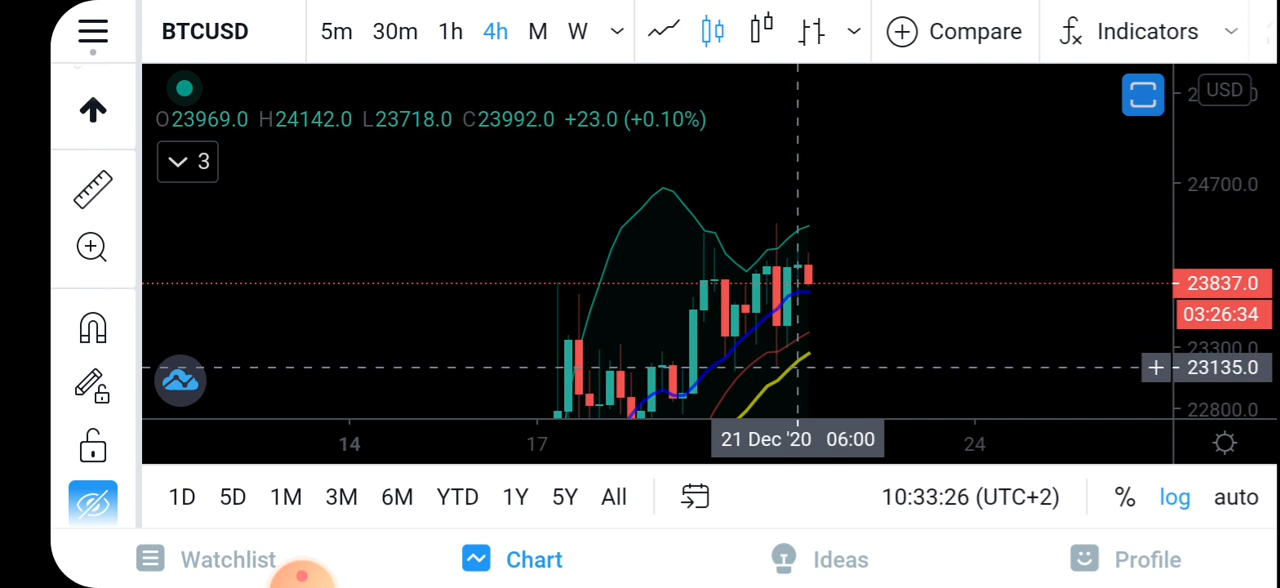 BTCUSD 5m 30m 1h 4h M W Compare fx Indicators
USD
O23969.0 H24142.0 L23718.0 C23992.0 +23.0 (+0.10%)
3
24700.0
23837.0
03:26:34
23300.0
23135.0
22800.0
14 17 21 Dec '20 06:00 24
1D 5D 1M 3M 6M YTD 1Y 5Y All 10:33:26 (UTC+2) % log auto
Watchlist Chart Ideas Profile